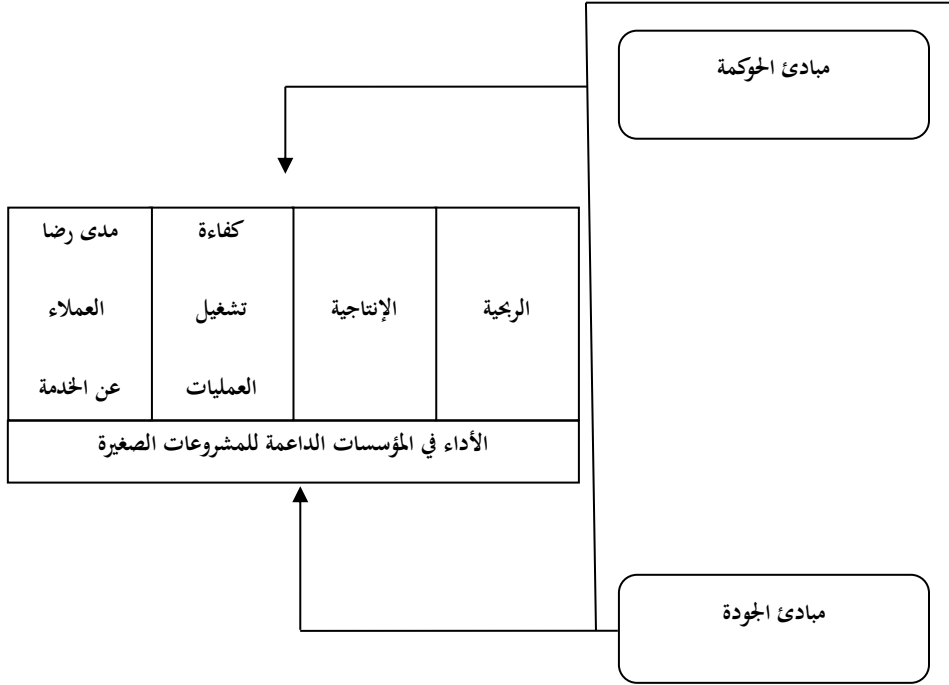 مبادئ الحوكمة
الربحية
الإنتاجية
كفاءة
تشغيل
العمليات
مدى رضا
العملاء
عن الخدمة
الأداء في المؤسسات الداعمة للمشروعات الصغيرة
مبادئ الجودة